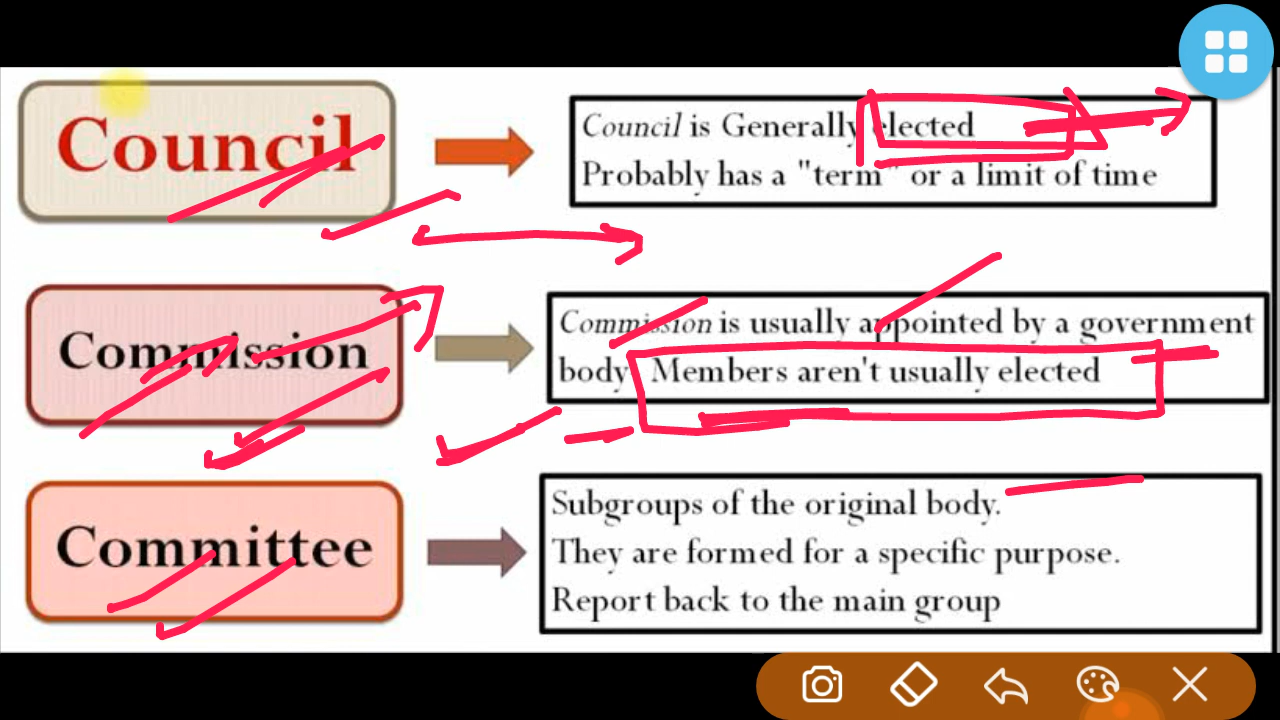 Council
Council is Generally elected
Probably has a "term" or a limit of time
Commission
Commission is usually appointed by a government
body. Members aren't usually elected
Committee
Subgroups of the original body.
They are formed for a specific purpose.
Report back to the main group